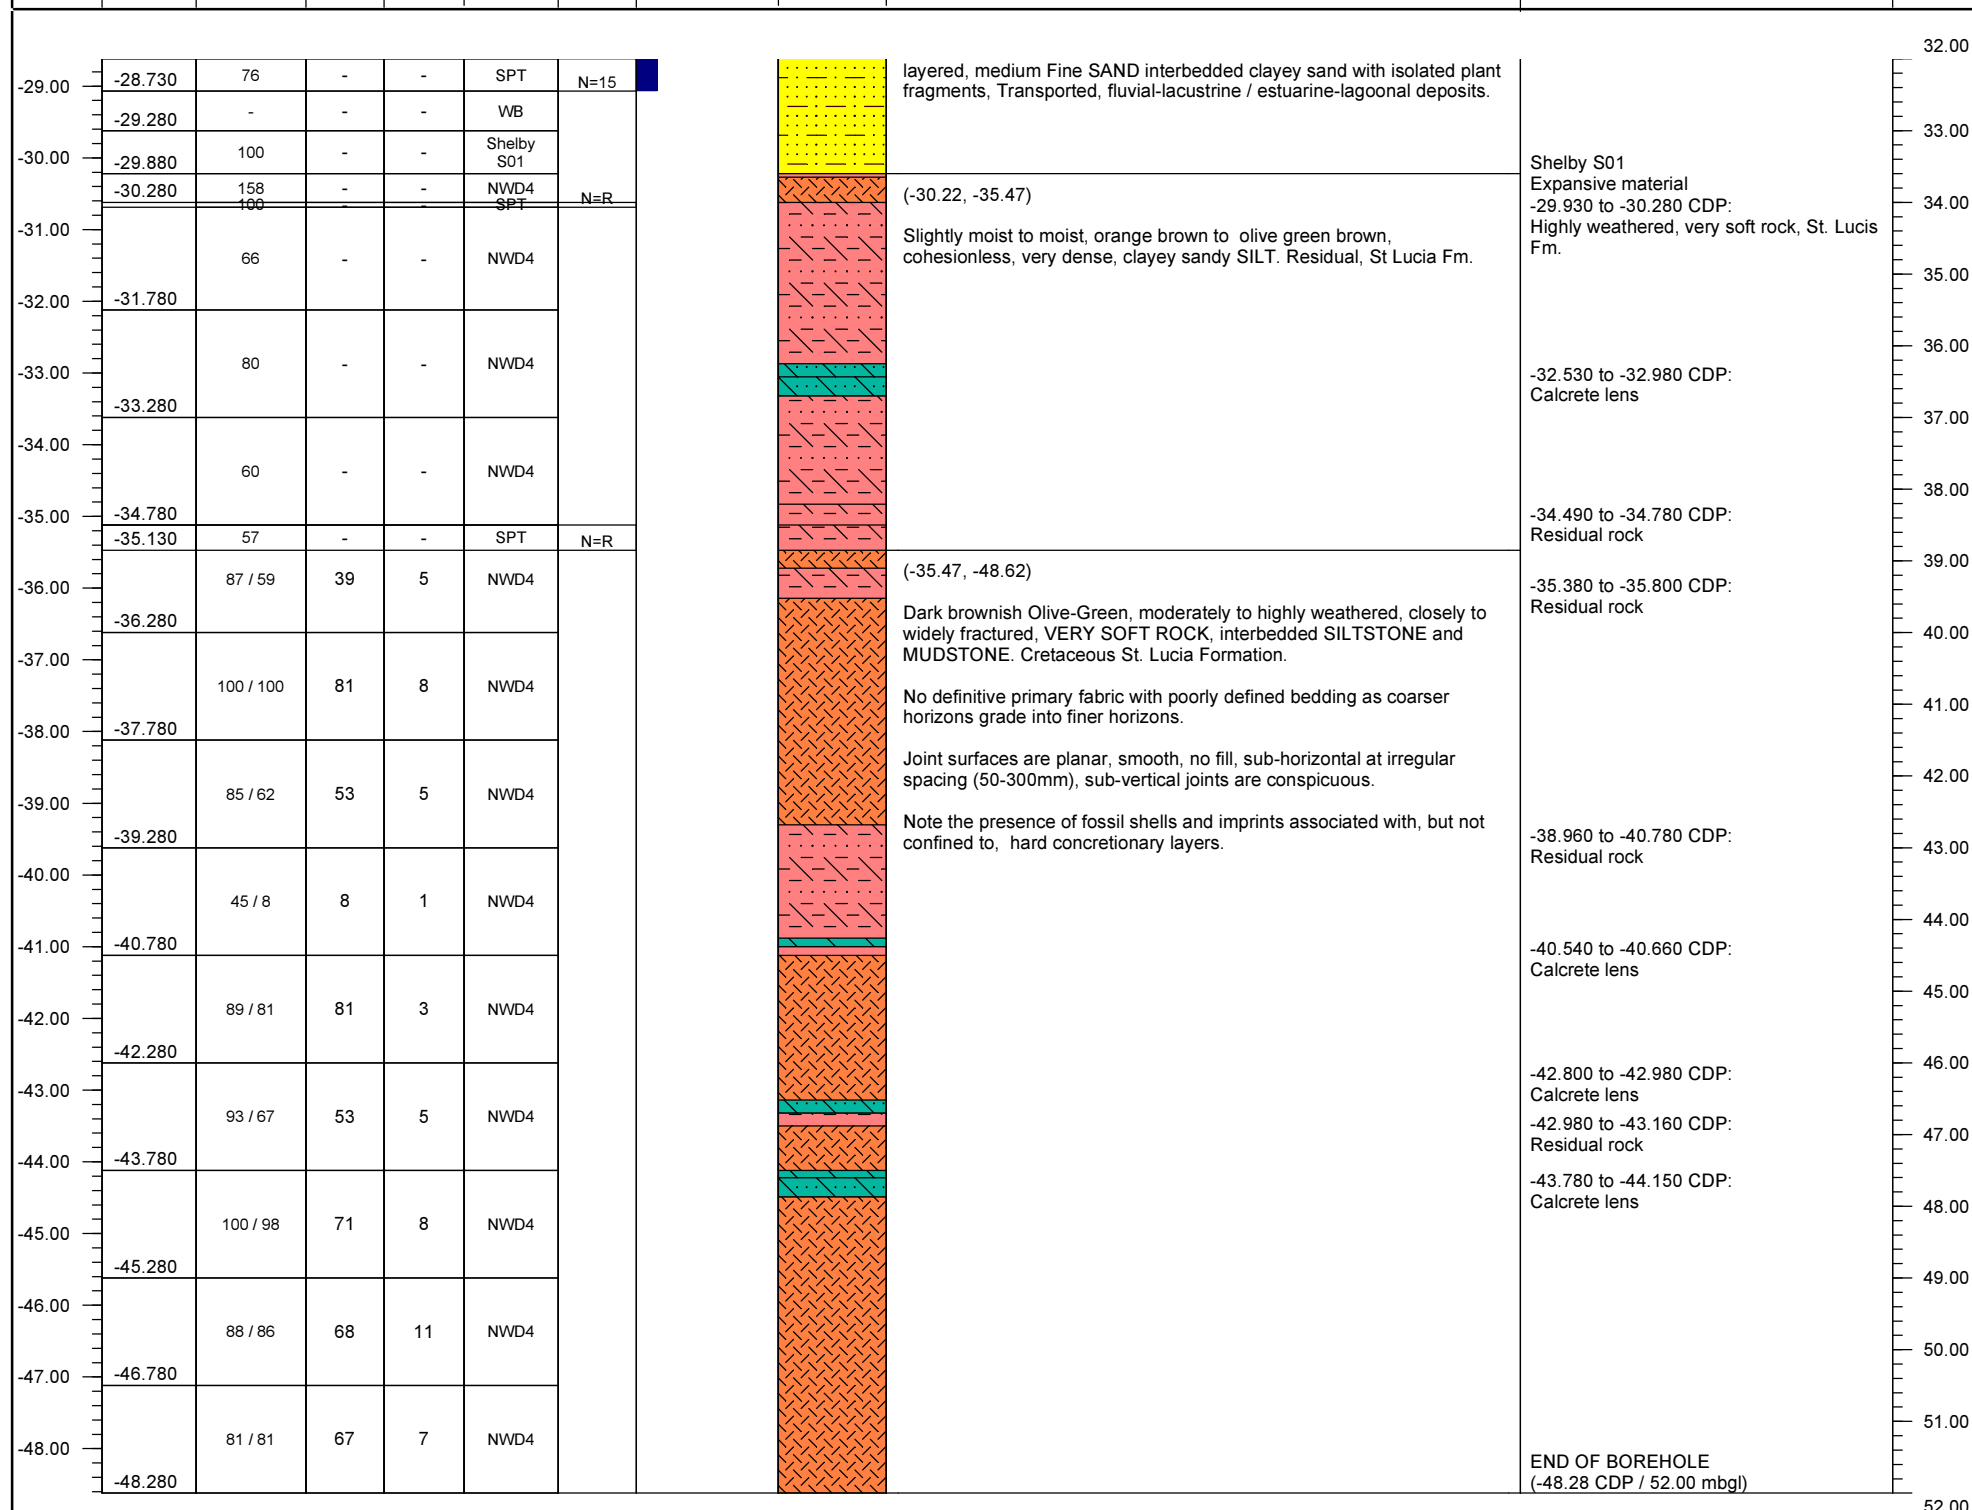 32.00
-28.730 76 - - SPT N=15
layered, medium Fine SAND interbedded clayey sand with isolated plant
fragments, Transported, fluvial-lacustrine / estuarine-lagoonal deposits.
-29.00
-29.280 - - - WB
33.00
-30.00
-29.880 100 - - Shelby
S01
Shelby S01
Expansive material
-29.930 to -30.280 CDP:
Highly weathered, very soft rock, St. Lucis
Fm.
-30.280 158 - - NWD4 N=R
100 - - SPT
34.00
(-30.22, -35.47)
Slightly moist to moist, orange brown to olive green brown,
cohesionless, very dense, clayey sandy SILT. Residual, St Lucia Fm.
-31.00
66 - - NWD4
-31.780
35.00
-32.00
36.00
80 - - NWD4
-33.00
-32.530 to -32.980 CDP:
Calcrete lens
-33.280
37.00
-34.00
60 - - NWD4
-34.780
38.00
-35.00
-34.490 to -34.780 CDP:
Residual rock
-35.130 57 - - SPT N=R
39.00
(-35.47, -48.62)
87 / 59 39 5 NWD4
-36.00
-35.380 to -35.800 CDP:
Residual rock
-36.280
Dark brownish Olive-Green, moderately to highly weathered, closely to
widely fractured, VERY SOFT ROCK, interbedded SILTSTONE and
MUDSTONE. Cretaceous St. Lucia Formation.
40.00
-37.00
100 / 100 81 8 NWD4
No definitive primary fabric with poorly defined bedding as coarser
horizons grade into finer horizons.
41.00
-37.780
-38.00
Joint surfaces are planar, smooth, no fill, sub-horizontal at irregular
spacing (50-300mm), sub-vertical joints are conspicuous.
42.00
85 / 62 53 5 NWD4
-39.00
Note the presence of fossil shells and imprints associated with, but not
confined to, hard concretionary layers.
-39.280
-38.960 to -40.780 CDP:
Residual rock
43.00
-40.00
45 / 8 8 1 NWD4
44.00
-40.780
-41.00
-40.540 to -40.660 CDP:
Calcrete lens
45.00
89 / 81 81 3 NWD4
-42.00
-42.280
46.00
-43.00
-42.800 to -42.980 CDP:
Calcrete lens
93 / 67 53 5 NWD4
-42.980 to -43.160 CDP:
Residual rock
47.00
-43.780
-44.00
-43.780 to -44.150 CDP:
Calcrete lens
48.00
100 / 98 71 8 NWD4
-45.00
-45.280
49.00
-46.00
88 / 86 68 11 NWD4
50.00
-46.780
-47.00
51.00
81 / 81 67 7 NWD4
-48.00
END OF BOREHOLE
-48.280
(-48.28 CDP / 52.00 mbgl)
52.00